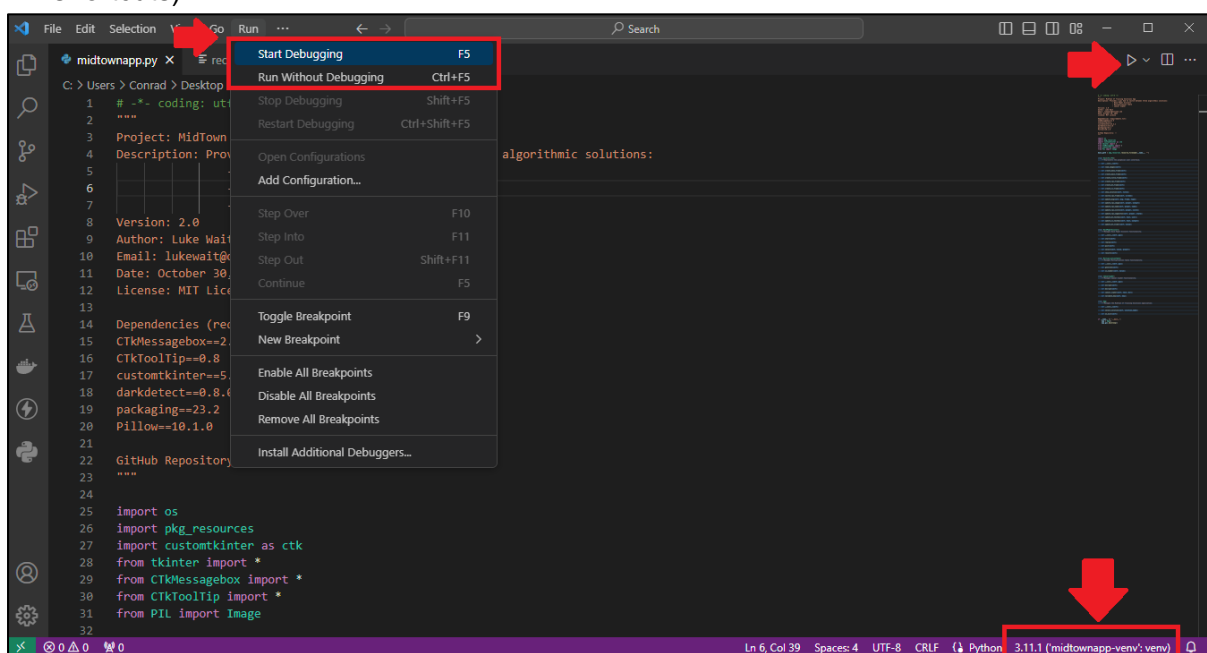 File Edit Selection View Go Run ··· Search
midtownapp.py
C: > Users > Conrad > Desktop
Start Debugging F5
Run Without Debugging Ctrl+F5
Stop Debugging Shift+F5
Restart Debugging Ctrl+Shift+F5
Open Configurations
Add Configuration...
Step Over F10
Step Into F11
Step Out Shift+F11
Continue F5
Toggle Breakpoint F9
New Breakpoint
Enable All Breakpoints
Disable All Breakpoints
Remove All Breakpoints
Install Additional Debuggers...
1 # -*- coding: ut
2 """
3 Project: MidTown
4 Description: Prov algorithmic solutions:
5
6
7
8 Version: 2.0
9 Author: Luke Wait
10 Email: lukewait@
11 Date: October 30,
12 License: MIT Lice
13
14 Dependencies (re
15 CTkMessagebox==2.
16 CTkToolTip==0.8
17 customtkinter==5.
18 darkdetect==0.8.
19 packaging==23.2
20 Pillow==10.1.0
21
22 GitHub Repository
23 """
24
25 import os
26 import pkg_resources
27 import customtkinter as ctk
28 from tkinter import *
29 from CTkMessagebox import *
30 from CTkToolTip import *
31 from PIL import Image
32
0 0 0 Ln 6, Col 39 Spaces: 4 UTF-8 CRLF Python 3.11.1 ('midtownapp-venv': venv)